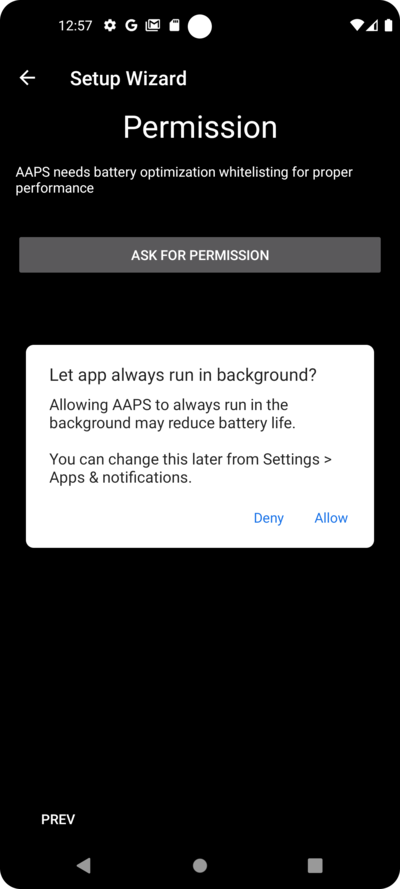 12:57
Setup Wizard
Permission
AAPS needs battery optimization whitelisting for proper
performance
ASK FOR PERMISSION
Let app always run in background?
Allowing AAPS to always run in the
background may reduce battery life.
You can change this later from Settings >
Apps & notifications.
Deny Allow
PREV